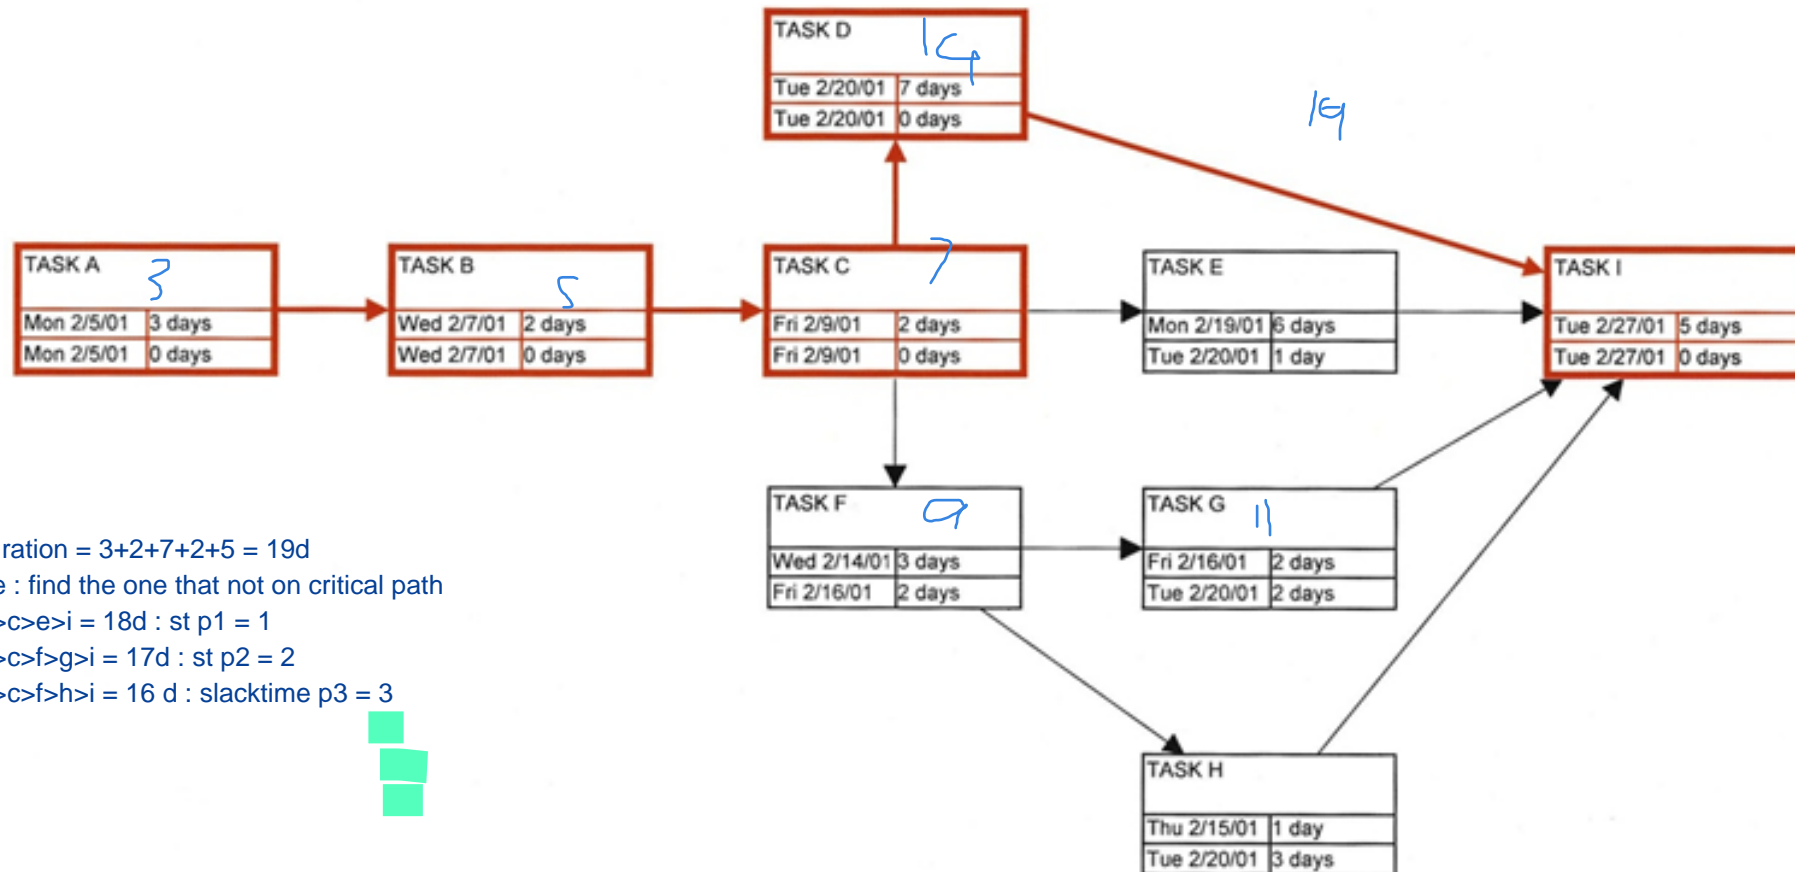 TASK D
14
Tue 2/20/01 7 days
Tue 2/20/01 0 days
19
TASK A
3
Mon 2/5/01 3 days
Mon 2/5/01 0 days
TASK B
5
Wed 2/7/01 2 days
Wed 2/7/01 0 days
TASK C
7
Fri 2/9/01 2 days
Fri 2/9/01 0 days
TASK E
Mon 2/19/01 6 days
Tue 2/20/01 1 day
TASK I
Tue 2/27/01 5 days
Tue 2/27/01 0 days
TASK F
9
Wed 2/14/01 3 days
Fri 2/16/01 2 days
TASK G
11
Fri 2/16/01 2 days
Tue 2/20/01 2 days
ration = 3+2+7+2+5 = 19d
e : find the one that not on critical path
>c>e>i = 18d : st p1 = 1
>c>f>g>i = 17d : st p2 = 2
>c>f>h>i = 16 d : slacktime p3 = 3
TASK H
Thu 2/15/01 1 day
Tue 2/20/01 3 days